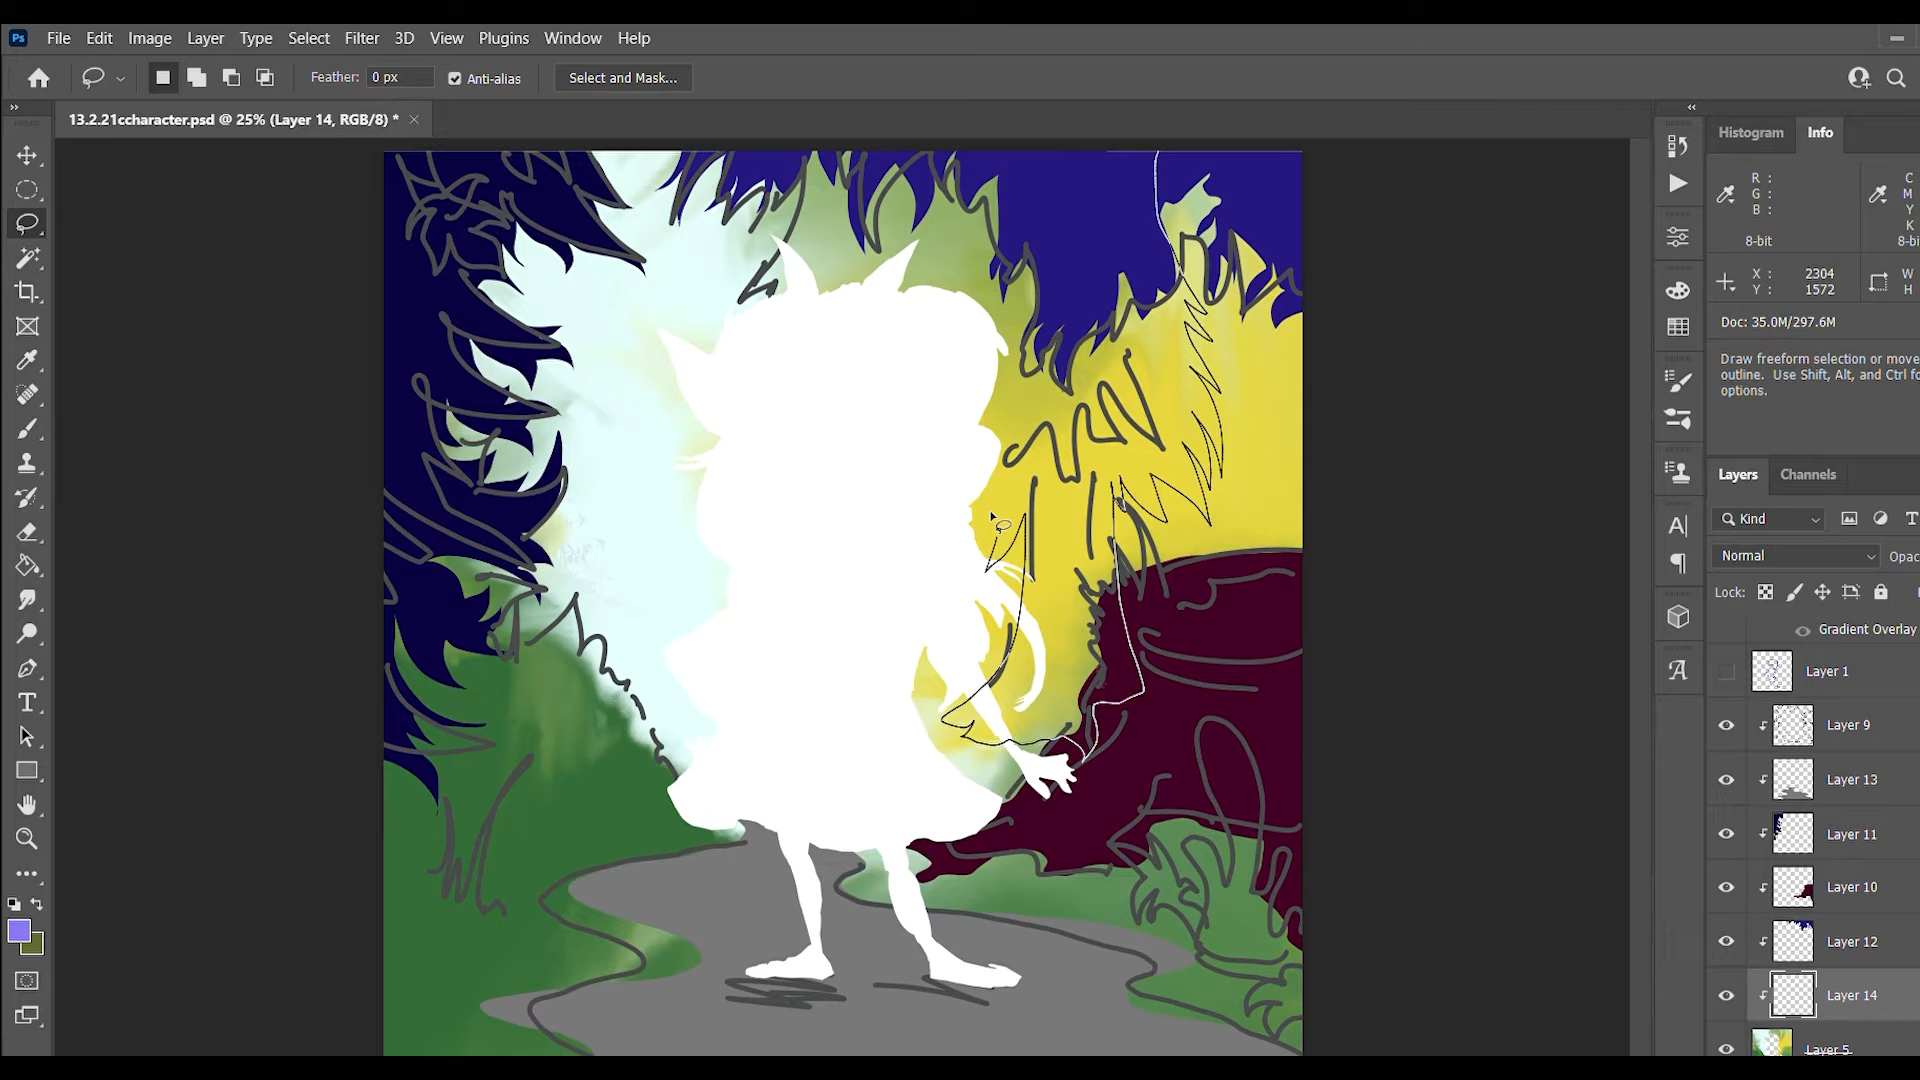 Ps File Edit Image Layer Type Select Filter 3D View Plugins Window Help
Feather: 0 px Anti-alias Select and Mask...
13.2.21ccharacter.psd @ 25% (Layer 14, RGB/8) *
Histogram Info
R :
G :
B :
C
M
Y
K
8-bit 8-bi
X : 2304
Y : 1572
W
H
Doc: 35.0M/297.6M
Draw freeform selection or move
outline. Use Shift, Alt, and Ctrl fo
options.
Layers Channels
Kind
Normal Opac
Lock:
Gradient Overlay
Layer 1
Layer 9
Layer 13
Layer 11
Layer 10
Layer 12
Layer 14
Layer 5